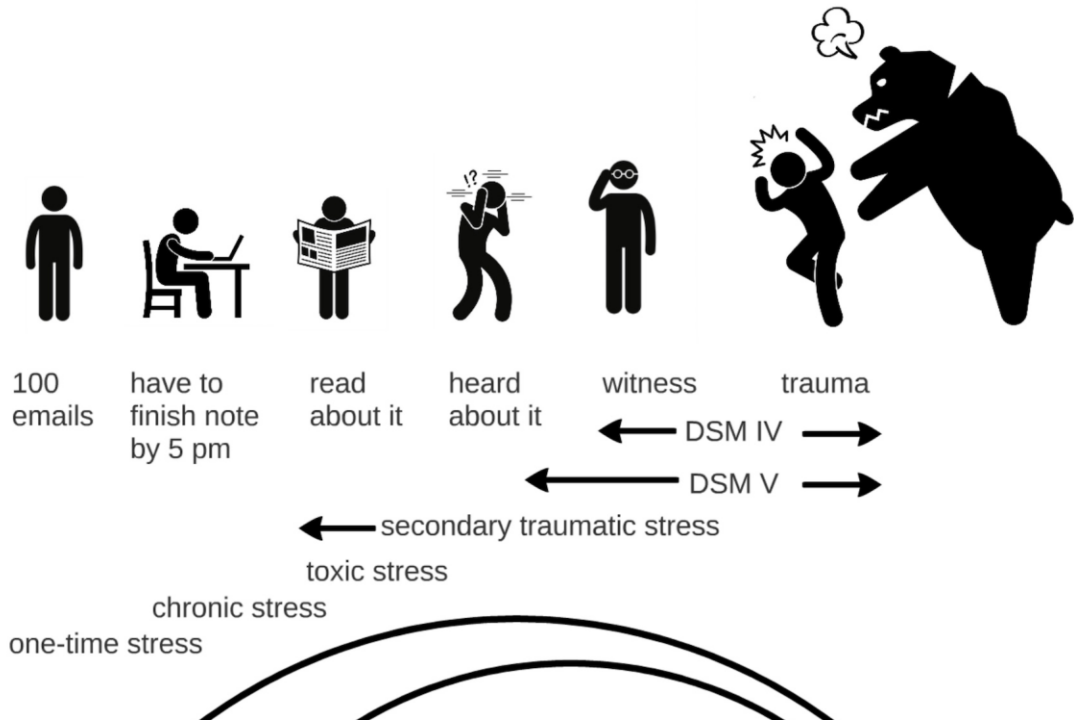 !?
100
emails
have to
finish note
by 5 pm
read
about it
heard
about it
witness
trauma
DSM IV
DSM V
secondary traumatic stress
toxic stress
chronic stress
one-time stress